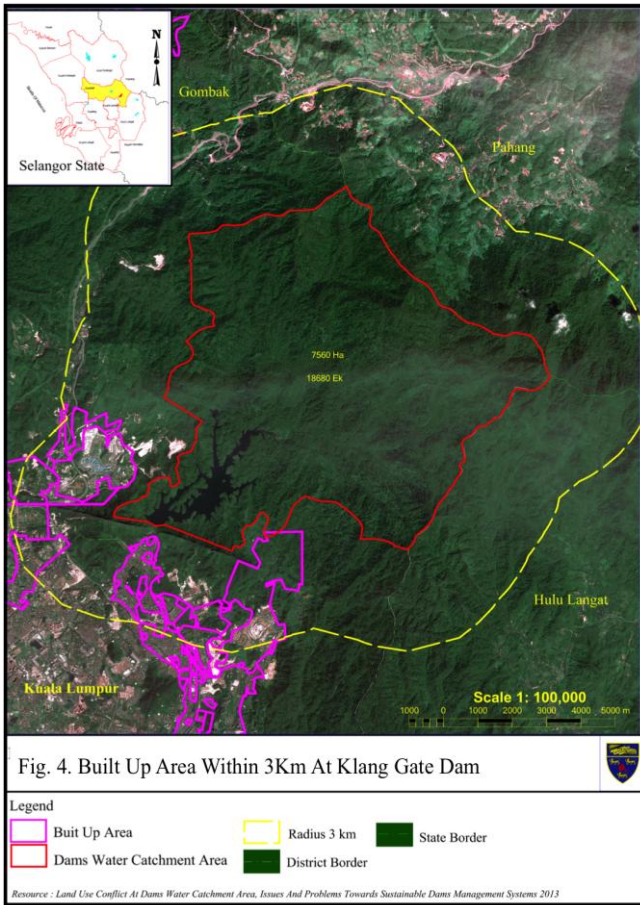 N
Selangor State
Gombak
Pahang
7560 Ha
18680 Ek
Hulu Langat
Kuala Lumpur
Scale 1: 100,000
1000 0 1000 2000 3000 4000 5000 m
Fig. 4. Built Up Area Within 3Km At Klang Gate Dam
Legend
Buit Up Area
Radius 3 km
State Border
Dams Water Catchment Area
District Border
Resource : Land Use Conflict At Dams Water Catchment Area, Issues And Problems Towards Sustainable Dams Management Systems 2013